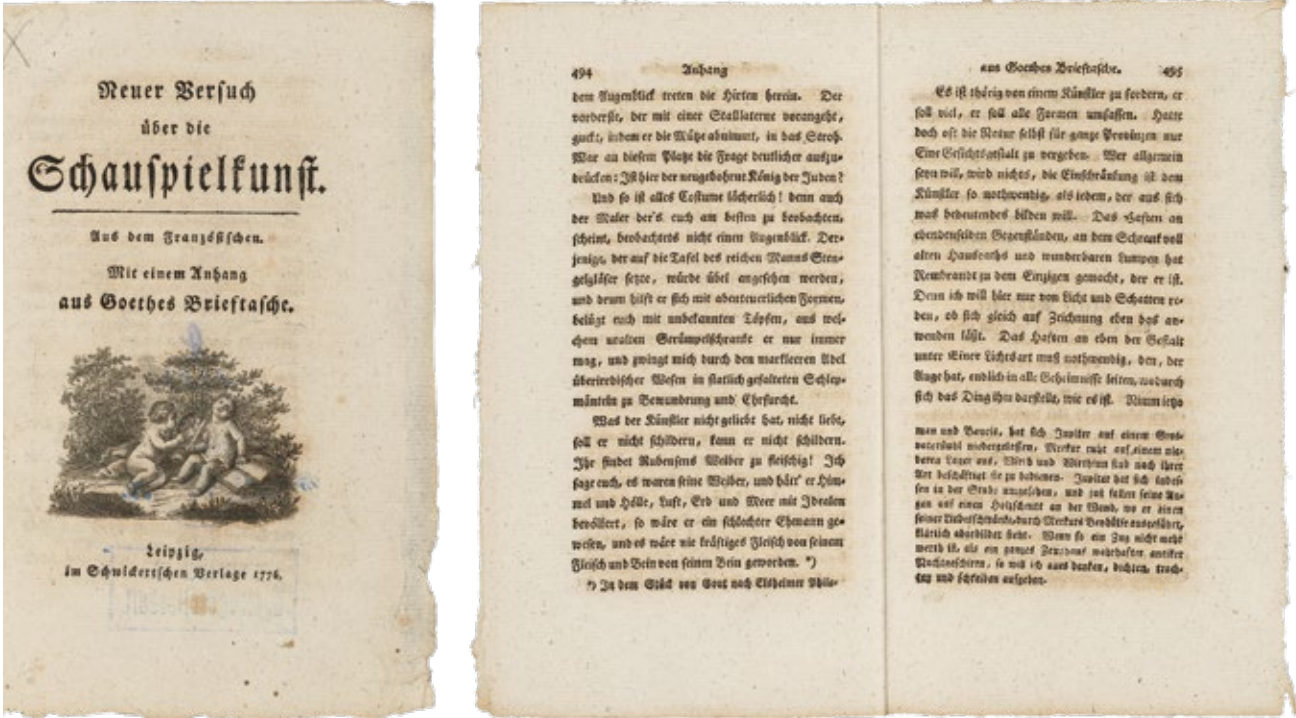 Neuer Versuch
über die
Schauspielkunst.
Aus dem Französischen.
Mit einem Anhang
aus Goethes Brieftasche.
Leipzig,
im Schwickertschen Verlage 1776.
494 Anhang
dem Augenblick treten die Hirten herein. Der
vorderste, der mit einer Stalllaterne vorangeht,
guckt, indem er die Mütze abnimmt, in das Stroh.
War an diesem Platze die Frage deutlicher auszu-
drücken: Ist hier der neugebohrne König der Juden?
Und so ist alles Costume lächerlich! denn auch
der Maler der's euch am besten zu beobachten,
scheint, beobachtets nicht einen Augenblick. Der-
jenige, der auf die Tafel des reichen Manns Sten-
gelgläser setzte, würde übel angesehen werden,
und drum hilft er sich mit abenteuerlichen Formen,
belügt euch mit unbekannten Töpfen, aus wel-
chem uralten Gerümpelschranke er nur immer
mag, und zwingt mich durch den markleeren Adel
überirrdischer Wesen in statlich gefalteten Schlep-
mänteln zu Bewundrung und Ehrfurcht.
Was der Künstler nicht geliebt hat, nicht liebt,
soll er nicht schildern, kann er nicht schildern.
Ihr findet Rubensens Weiber zu fleischig! Ich
sage euch, es waren seine Weiber, und hätt' er Him-
mel und Hölle, Luft, Erd und Meer mit Idealen
bevölkert, so wäre er ein schlechter Ehemann ge-
wesen, und es wäre nie kräftiges Fleisch von seinem
Fleisch und Bein von seinen Bein geworden. *)
*) In dem Stück von Gout nach Elsheimer Phile-
aus Goethes Brieftasche. 495
Es ist thörig von einem Künstler zu fordern, er
soll viel, er soll alle Formen umfassen. Hatte
doch oft die Natur selbst für ganze Provinzen nur
Eine Gesichtsgestalt zu vergeben. Wer allgemein
seyn will, wird nichts, die Einschränkung ist dem
Künstler so nothwendig, als jedem, der aus sich
was bedeutendes bilden will. Das Haften an
ebendenselben Gegenständen, an dem Schrank voll
alten Hausraths und wunderbaren Lumpen hat
Rembrandt zu dem Einzigen gemacht, der er ist.
Denn ich will hier nur von Licht und Schatten re-
den, ob sich gleich auf Zeichnung eben das an-
wenden läßt. Das Haften an eben der Gestalt
unter Einer Lichtsart muß nothwendig, den, der
Auge hat, endlich in alle Geheimnisse leiten, wodurch
sich das Ding ihm darstellt, wie es ist. Nimm jetzo
mon und Baucis, hat sich Jupiter auf einem Gros-
vaterstuhl niedergelassen, Merkur ruht auf einem nie-
dern Lager aus, Wirth und Wirthinn sind nach ihrer
Art beschäftigt sie zu bedienen. Jupiter hat sich indes-
sen in der Stube umgesehen, und just fallen seine Au-
gen auf einen Holzschnitt an der Wand, wo er einen
seiner Liebesschwänke, durch Merkurs Beyhülfe ausgeführt,
klärlich abgebildet sieht. Wenn so ein Zug nicht mehr
werth ist, als ein ganzes Zeughaus wahrhafter antiker
Nachtgeschirre, so will ich alles denken, dichten, trach-
ten und schreiben aufgeben.